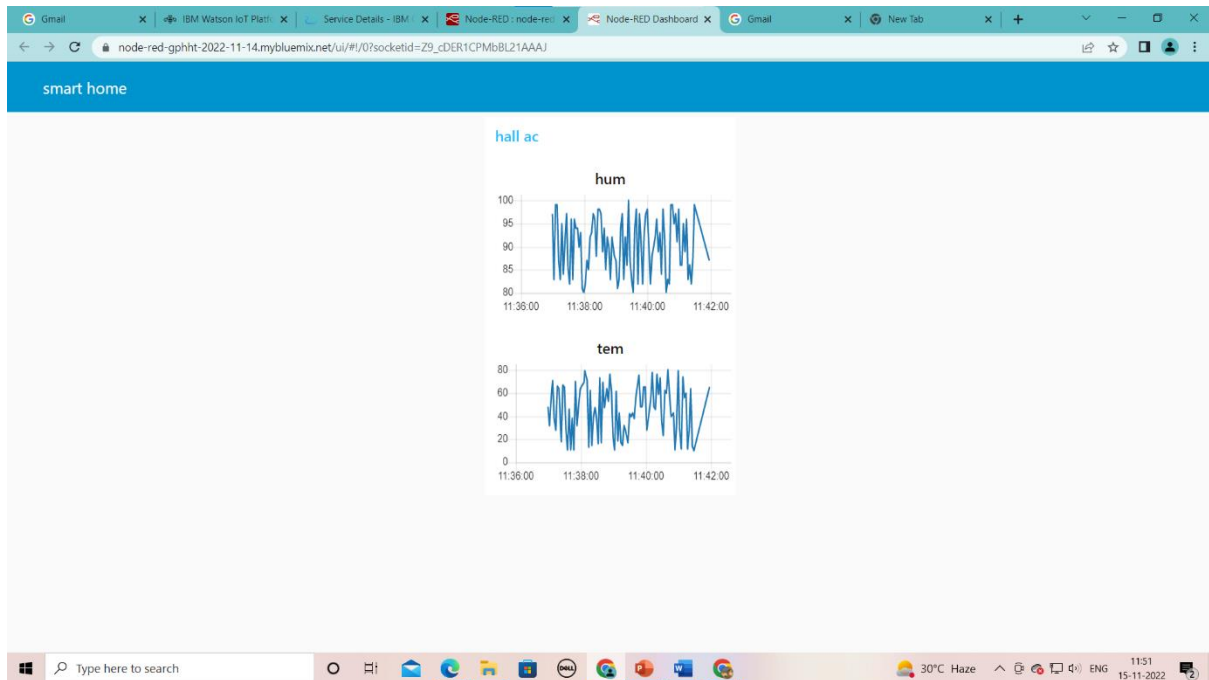 Gmail
IBM Watson IoT Platf
Service Details - IBM
Node-RED : node-red
Node-RED Dashboard
Gmail
New Tab
node-red-gphht-2022-11-14.mybluemix.net/ui/#!/0?socketid=Z9_cDER1CPMbBL21AAAJ
smart home
hall ac
hum
100
95
90
85
80
11:36:00 11:38:00 11:40:00 11:42:00
tem
80
60
40
20
0
11:36:00 11:38:00 11:40:00 11:42:00
Type here to search
DELL
30°C Haze
ENG
11:51
15-11-2022
2